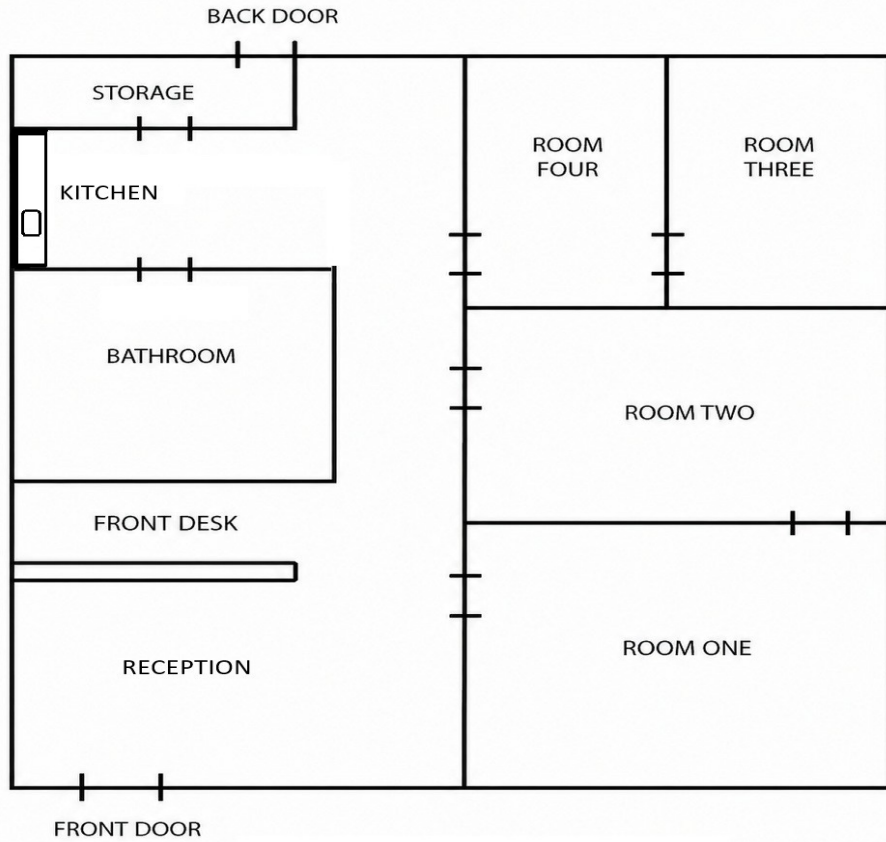 BACK DOOR
STORAGE
ROOM
FOUR
ROOM
THREE
KITCHEN
BATHROOM
ROOM TWO
FRONT DESK
ROOM ONE
RECEPTION
FRONT DOOR